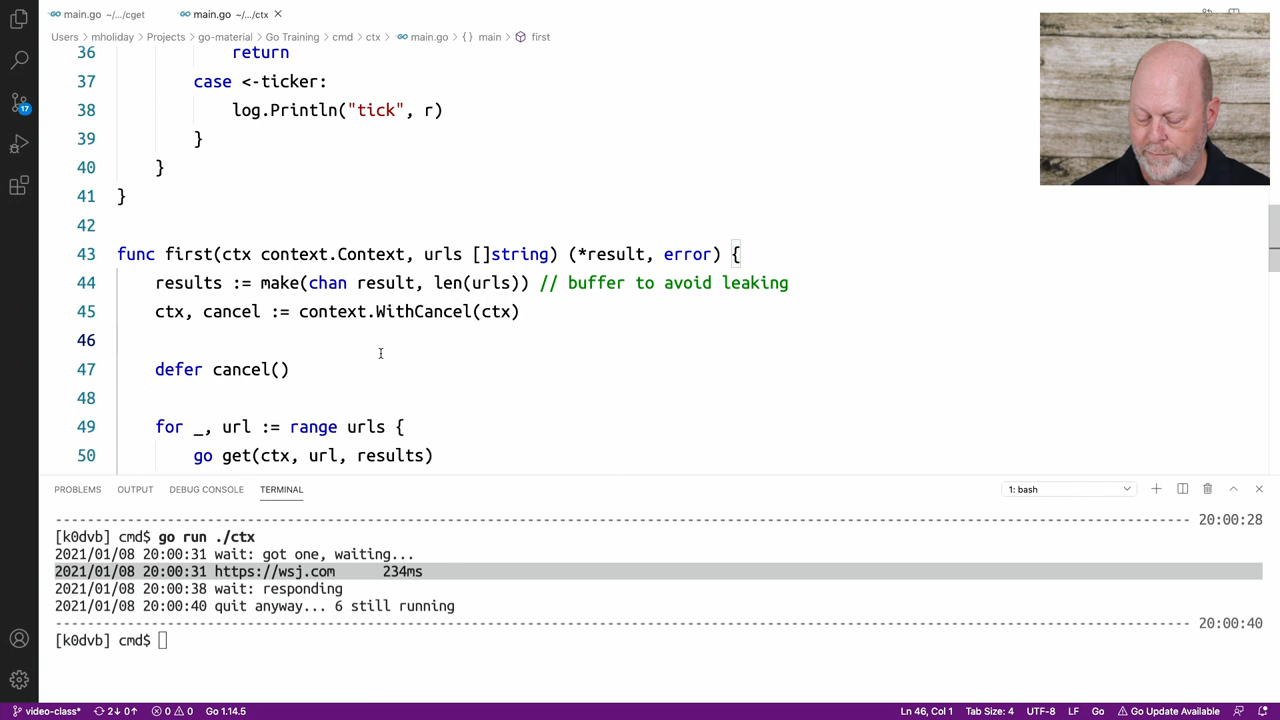 main.go ~/.../cget main.go ~/.../ctx
Users mholiday Projects go-material Go Training cmd ctx main.go {} main first
36 return
37 case <-ticker:
38 log.Println("tick", r)
39 }
40 }
41 }
42
43 func first(ctx context.Context, urls []string) (*result, error) {
44 results := make(chan result, len(urls)) // buffer to avoid leaking
45 ctx, cancel := context.WithCancel(ctx)
46
47 defer cancel()
48
49 for _, url := range urls {
50 go get(ctx, url, results)
PROBLEMS OUTPUT DEBUG CONSOLE TERMINAL 1: bash
20:00:28
[k0dvb] cmd$ go run ./ctx
2021/01/08 20:00:31 wait: got one, waiting...
2021/01/08 20:00:31 https://wsj.com 234ms
2021/01/08 20:00:38 wait: responding
2021/01/08 20:00:40 quit anyway... 6 still running
20:00:40
[k0dvb] cmd$
17
video-class* 2↓ 0↑ 0 0 Go 1.14.5 Ln 46, Col 1 Tab Size: 4 UTF-8 LF Go Go Update Available